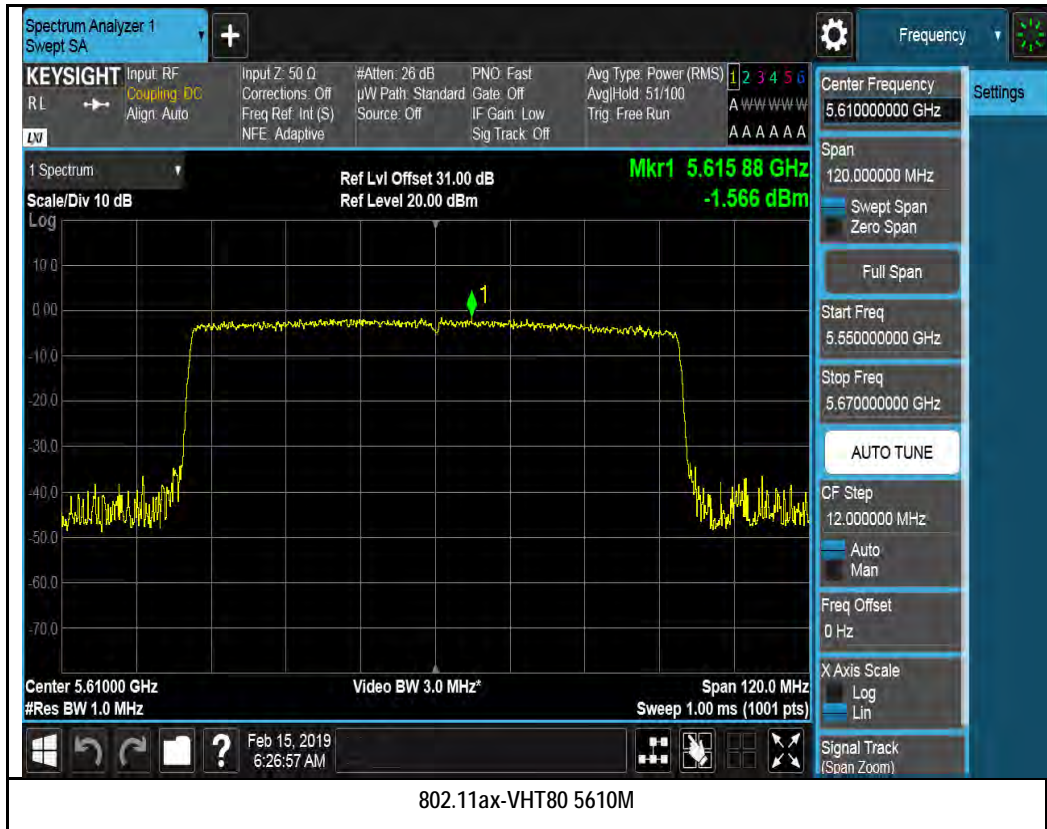 Spectrum Analyzer 1
Swept SA
+
Frequency
KEYSIGHT
RL
LXI
Input: RF
Coupling: DC
Align: Auto
Input Z: 50 Ω
Corrections: Off
Freq Ref: Int (S)
NFE: Adaptive
#Atten: 26 dB
µW Path: Standard
Source: Off
PNO: Fast
Gate: Off
IF Gain: Low
Sig Track: Off
Avg Type: Power (RMS)
Avg|Hold: 51/100
Trig: Free Run
1 2 3 4 5 6
A W W W W W
A A A A A A
1 Spectrum
Scale/Div 10 dB
Log
Ref Lvl Offset 31.00 dB
Ref Level 20.00 dBm
Mkr1 5.615 88 GHz
-1.566 dBm
10.0
0.00
-10.0
-20.0
-30.0
-40.0
-50.0
-60.0
-70.0
1
Center 5.61000 GHz
#Res BW 1.0 MHz
Video BW 3.0 MHz*
Span 120.0 MHz
Sweep 1.00 ms (1001 pts)
Center Frequency
5.610000000 GHz
Settings
Span
120.000000 MHz
Swept Span
Zero Span
Full Span
Start Freq
5.550000000 GHz
Stop Freq
5.670000000 GHz
AUTO TUNE
CF Step
12.000000 MHz
Auto
Man
Freq Offset
0 Hz
X Axis Scale
Log
Lin
Signal Track
(Span Zoom)
?
Feb 15, 2019
6:26:57 AM
802.11ax-VHT80 5610M